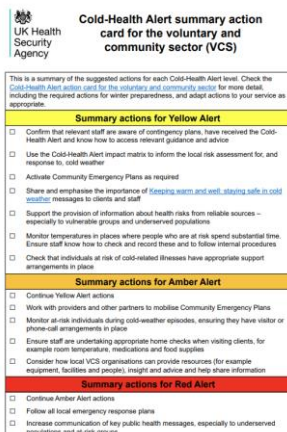 UK Health
Security
Agency
Cold-Health Alert summary action
card for the voluntary and
community sector (VCS)
This is a summary of the suggested actions for each Cold-Health Alert level. Check the
Cold-Health Alert action card for the voluntary and community sector for more detail,
including the required actions for winter preparedness, and adapt actions to your service as
appropriate.
Summary actions for Yellow Alert
Confirm that relevant staff are aware of contingency plans, have received the Cold-
Health Alert and know how to access relevant guidance and advice
Use the Cold-Health Alert impact matrix to inform the local risk assessment for, and
response to, cold weather
Activate Community Emergency Plans as required
Share and emphasise the importance of Keeping warm and well: staying safe in cold
weather messages to clients and staff
Support the provision of information about health risks from reliable sources –
especially to vulnerable groups and underserved populations
Monitor temperatures in places where people who are at risk spend substantial time.
Ensure staff know how to check and record these and to follow internal procedures
Check that individuals at risk of cold-related illnesses have appropriate support
arrangements in place
Summary actions for Amber Alert
Continue Yellow Alert actions
Work with providers and other partners to mobilise Community Emergency Plans
Monitor at-risk individuals during cold-weather episodes, ensuring they have visitor or
phone-call arrangements in place
Ensure staff are undertaking appropriate home checks when visiting clients, for
example room temperature, medications and food supplies
Consider how local VCS organisations can provide resources (for example
equipment, facilities and people), insight and advice and help share information
Summary actions for Red Alert
Continue Amber Alert actions
Follow all local emergency response plans
Increase communication of key public health messages, especially to underserved
populations and at-risk groups